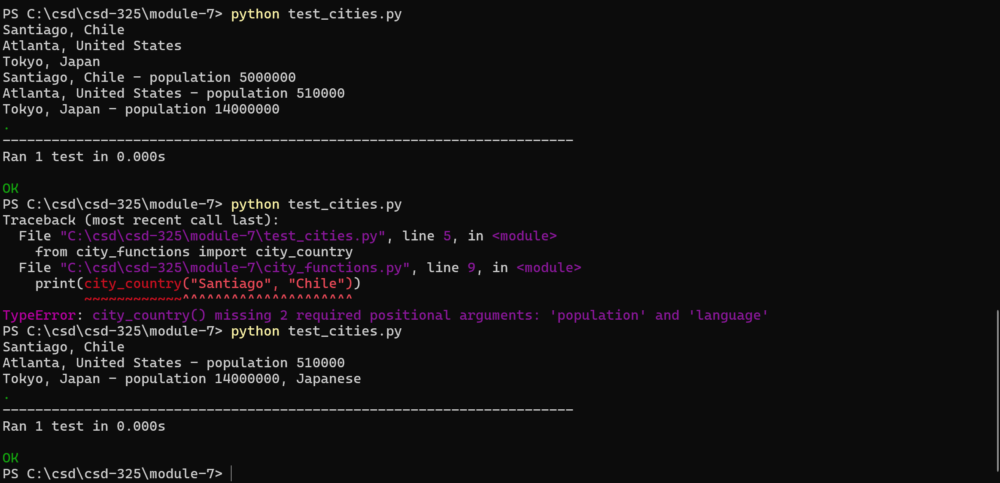 PS C:\csd\csd-325\module-7> python test_cities.py
Santiago, Chile
Atlanta, United States
Tokyo, Japan
Santiago, Chile - population 5000000
Atlanta, United States - population 510000
Tokyo, Japan - population 14000000
.
----------------------------------------------------------------------
Ran 1 test in 0.000s
OK
PS C:\csd\csd-325\module-7> python test_cities.py
Traceback (most recent call last):
  File "C:\csd\csd-325\module-7\test_cities.py", line 5, in <module>
    from city_functions import city_country
  File "C:\csd\csd-325\module-7\city_functions.py", line 9, in <module>
    print(city_country("Santiago", "Chile"))
          ~~~~~~~~~~~~^^^^^^^^^^^^^^^^^^^^^
TypeError: city_country() missing 2 required positional arguments: 'population' and 'language'
PS C:\csd\csd-325\module-7> python test_cities.py
Santiago, Chile
Atlanta, United States - population 510000
Tokyo, Japan - population 14000000, Japanese
.
----------------------------------------------------------------------
Ran 1 test in 0.000s
OK
PS C:\csd\csd-325\module-7>